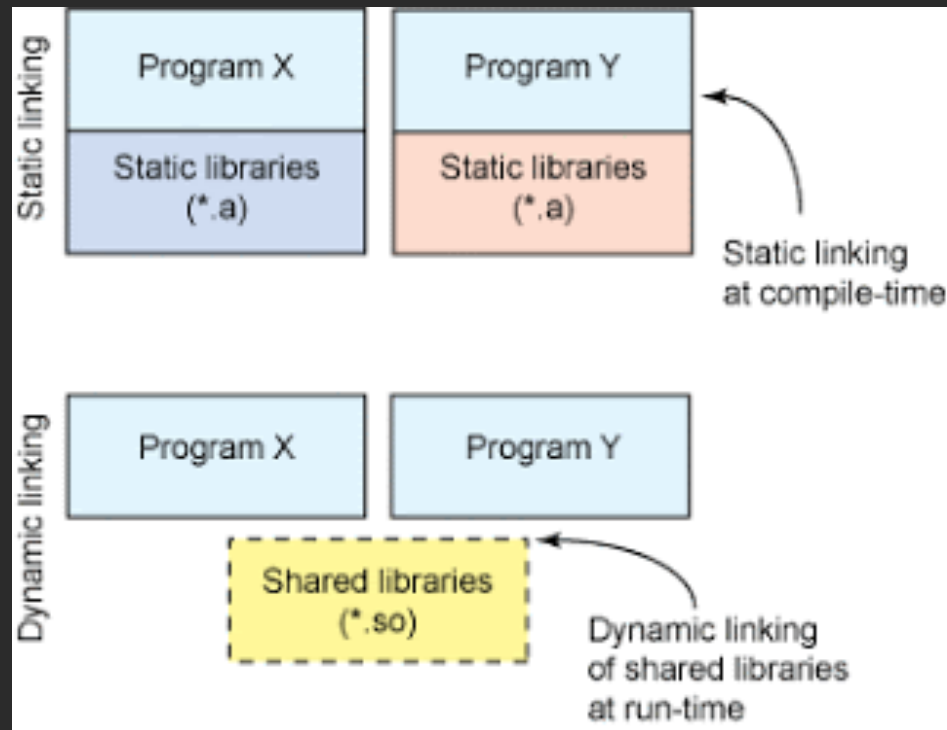 Static linking
Program X
Program Y
Static libraries
(*.a)
Static libraries
(*.a)
Static linking
at compile-time
Dynamic linking
Program X
Program Y
Shared libraries
(*.so)
Dynamic linking
of shared libraries
at run-time